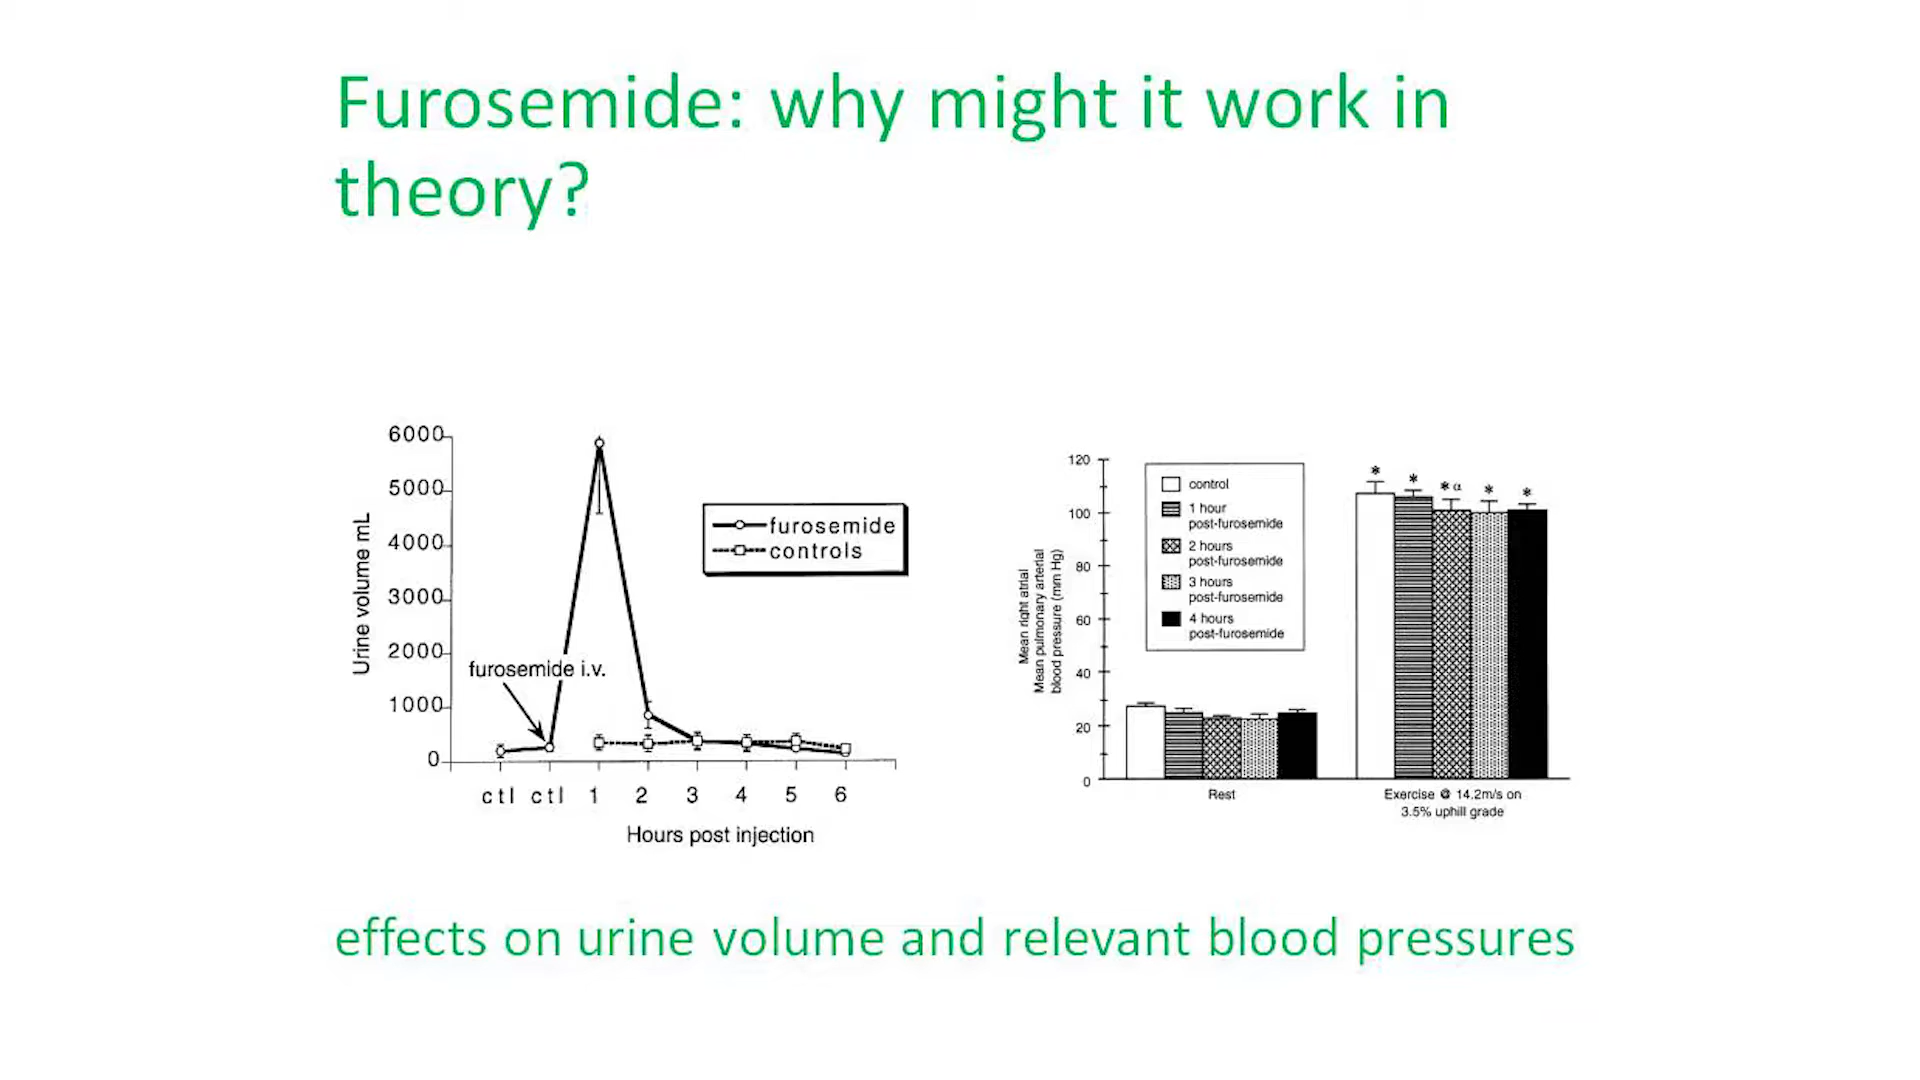 Furosemide: why might it work in
theory?
6000
5000
4000
3000
2000
1000
0
Urine volume mL
furosemide i.v.
furosemide
controls
ctl ctl 1 2 3 4 5 6
Hours post injection
120
100
80
60
40
20
0
Mean right atrial
Mean pulmonary arterial
blood pressure (mm Hg)
control
1 hour
post-furosemide
2 hours
post-furosemide
3 hours
post-furosemide
4 hours
post-furosemide
* * *α * *
Rest
Exercise @ 14.2m/s on
3.5% uphill grade
effects on urine volume and relevant blood pressures